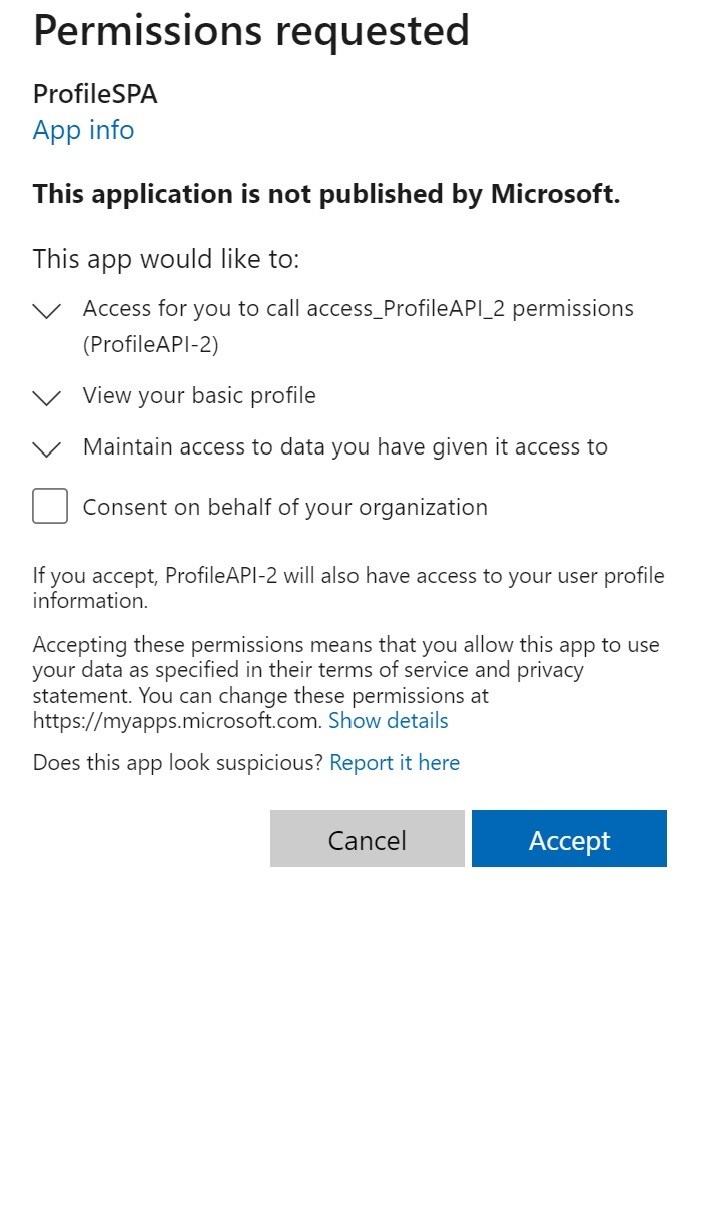 Permissions requested
ProfileSPA
App info
This application is not published by Microsoft.
This app would like to:
Access for you to call access_ProfileAPI_2 permissions
(ProfileAPI-2)
View your basic profile
Maintain access to data you have given it access to
Consent on behalf of your organization
If you accept, ProfileAPI-2 will also have access to your user profile
information.
Accepting these permissions means that you allow this app to use
your data as specified in their terms of service and privacy
statement. You can change these permissions at
https://myapps.microsoft.com. Show details
Does this app look suspicious? Report it here
Cancel
Accept